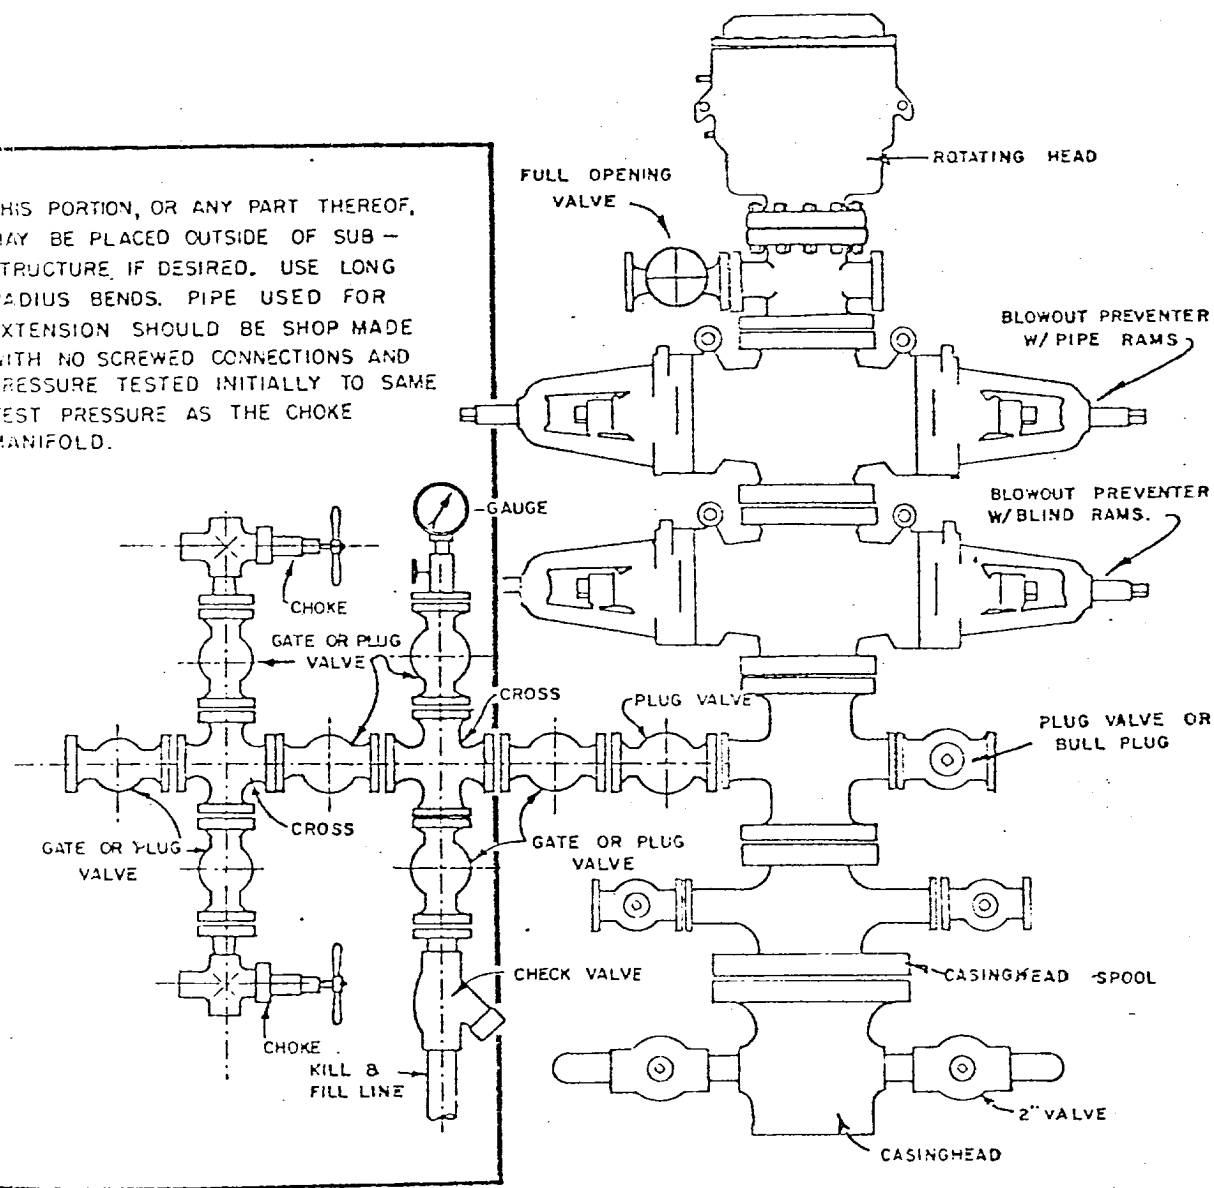 HIS PORTION, OR ANY PART THEREOF,
AY BE PLACED OUTSIDE OF SUB-
TRUCTURE IF DESIRED. USE LONG
ADIUS BENDS. PIPE USED FOR
XTENSION SHOULD BE SHOP MADE
ITH NO SCREWED CONNECTIONS AND
RESSURE TESTED INITIALLY TO SAME
EST PRESSURE AS THE CHOKE
ANIFOLD.
ROTATING HEAD
FULL OPENING
VALVE
BLOWOUT PREVENTER
W/PIPE RAMS
BLOWOUT PREVENTER
W/BLIND RAMS.
GAUGE
CHOKE
GATE OR PLUG
VALVE
CROSS
PLUG VALVE
PLUG VALVE OR
BULL PLUG
CROSS
GATE OR PLUG
VALVE
GATE OR PLUG
VALVE
CHECK VALVE
CASINGHEAD SPOOL
CHOKE
KILL &
FILL LINE
2" VALVE
CASINGHEAD